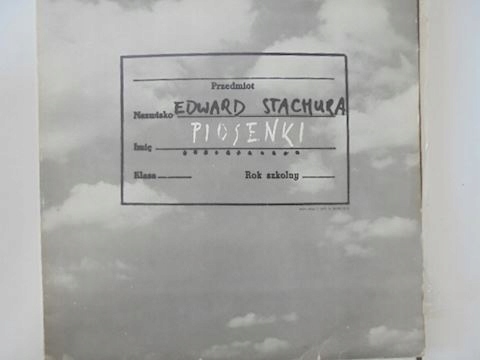 Przedmiot
Nazwisko EDWARD STACHURA
PIOSENKI
Imię
Klasa Rok szkolny